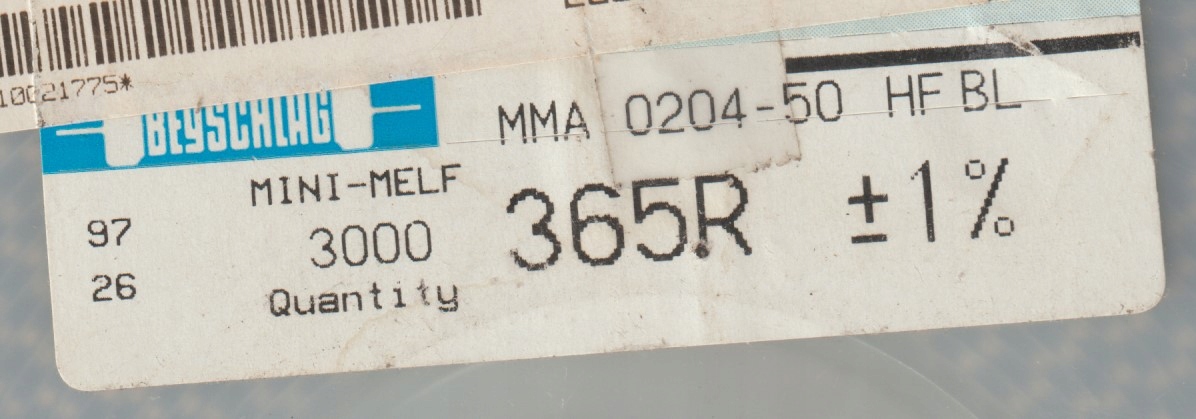 10021775*
BEYSCHLAG
MMA 0204-50 HF BL
MINI-MELF
365R ±1%
97
3000
26
Quantity